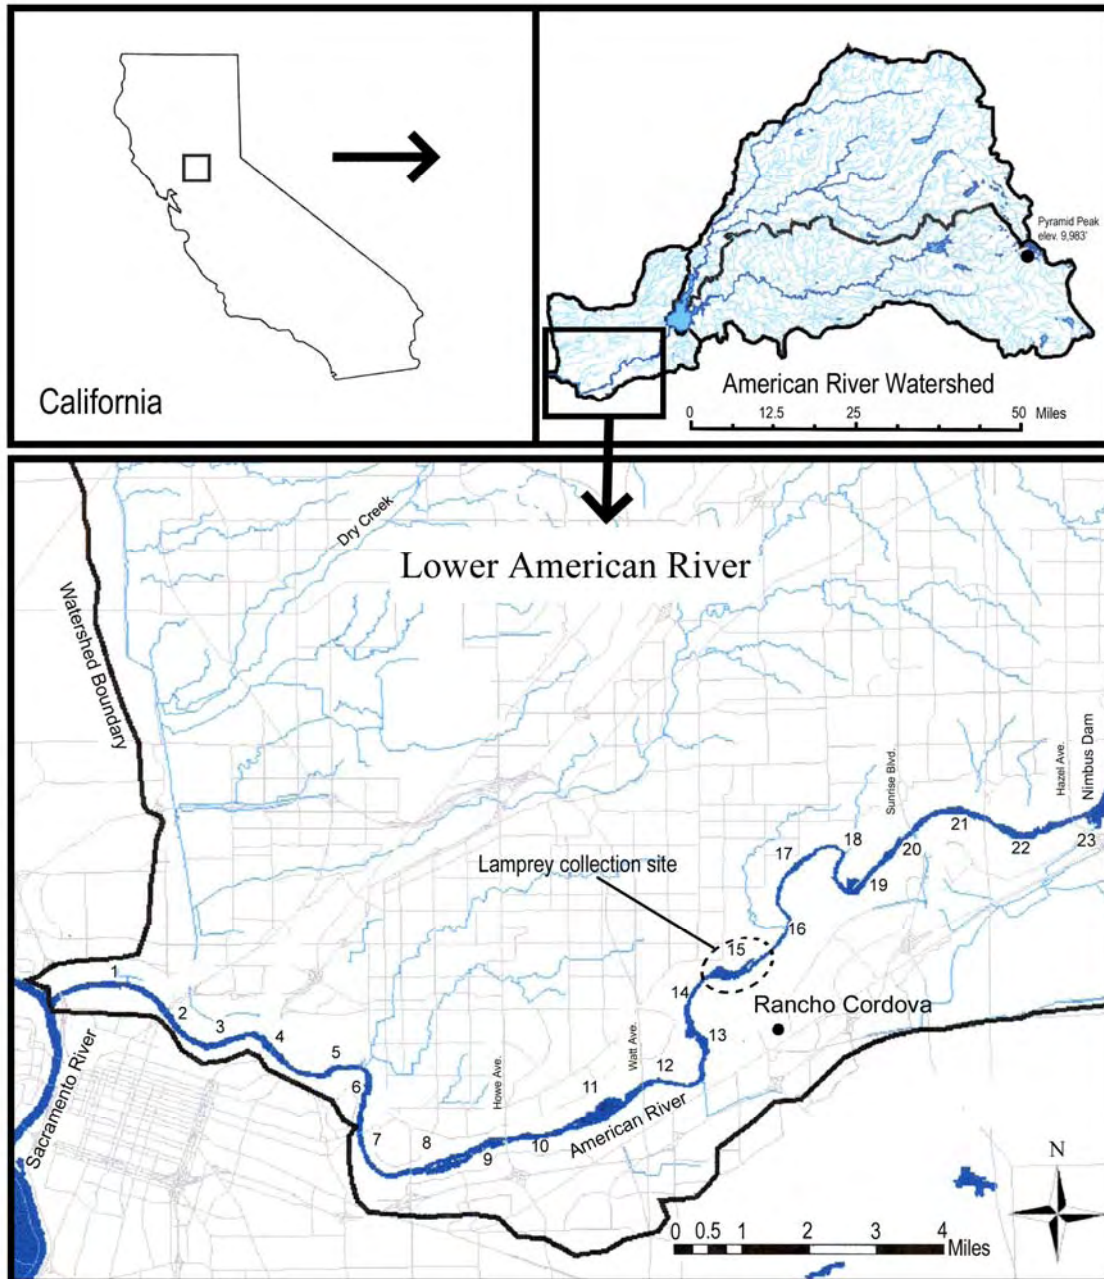 California
Pyramid Peak
elev. 9,983'
American River Watershed
0 12.5 25 50 Miles
Lower American River
Dry Creek
Watershed Boundary
Hazel Ave.
Nimbus Dam
Sunrise Blvd.
21
18
20
22
23
17
19
Lamprey collection site
16
15
14
Rancho Cordova
13
1
2
3
4
5
6
7
8
9
10
11
12
Howe Ave.
Watt Ave.
American River
Sacramento River
N
0 0.5 1 2 3 4
Miles